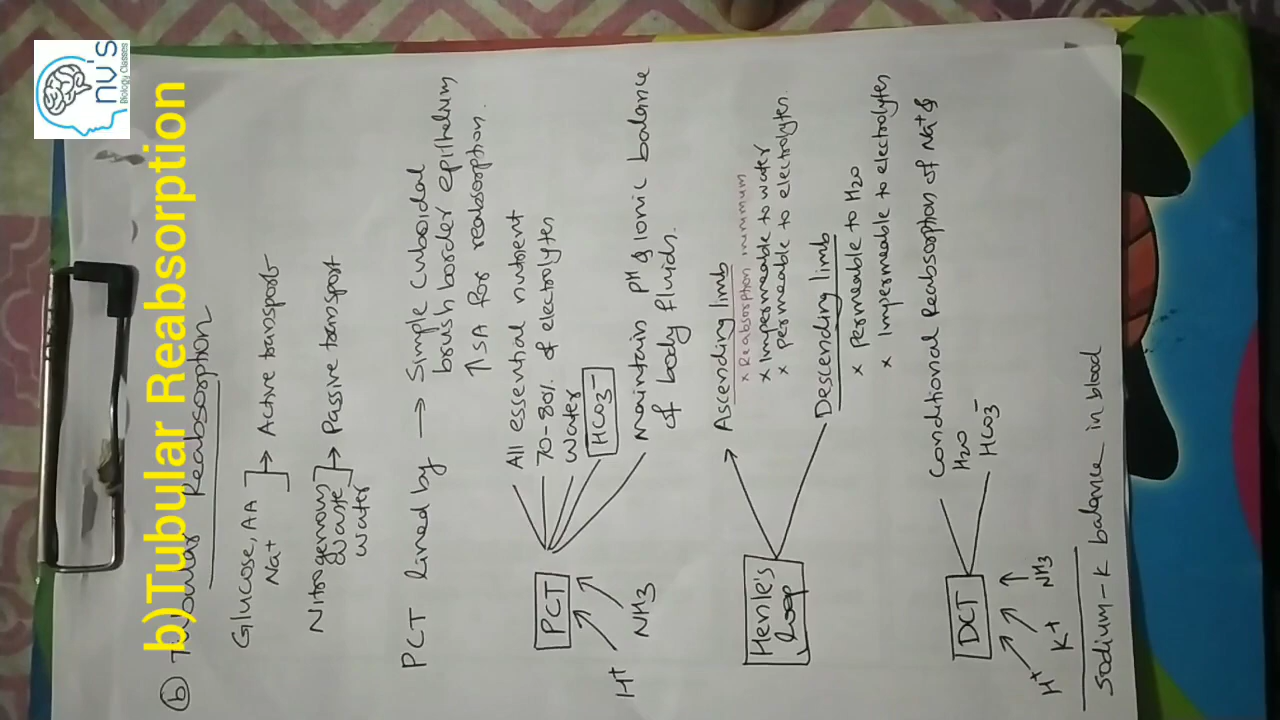 nv's
Biology Classes
b)Tubular Reabsorption
(b) Tubular Reabsorption
Glucose, AA
Na+
→ Active transport
Nitrogenous
waste
water
→ Passive transport
PCT lined by → Simple cuboidal
brush border epithelium
↑SA for reabsorption.
PCT
H+
NH3
All essential nutrient
70-80% of electrolytes
water
HCO3-
maintain pH & ionic balance
of body fluids.
Henle's
Loop
Ascending limb
x Reabsorption minimum
x Impermeable to water
x permeable to electrolytes.
Descending limb
x permeable to H2O
x Impermeable to electrolytes
DCT
H+
K+
NH3
Conditional Reabsorption of Na+ &
H2O
HCO3-
Sodium-K balance in blood